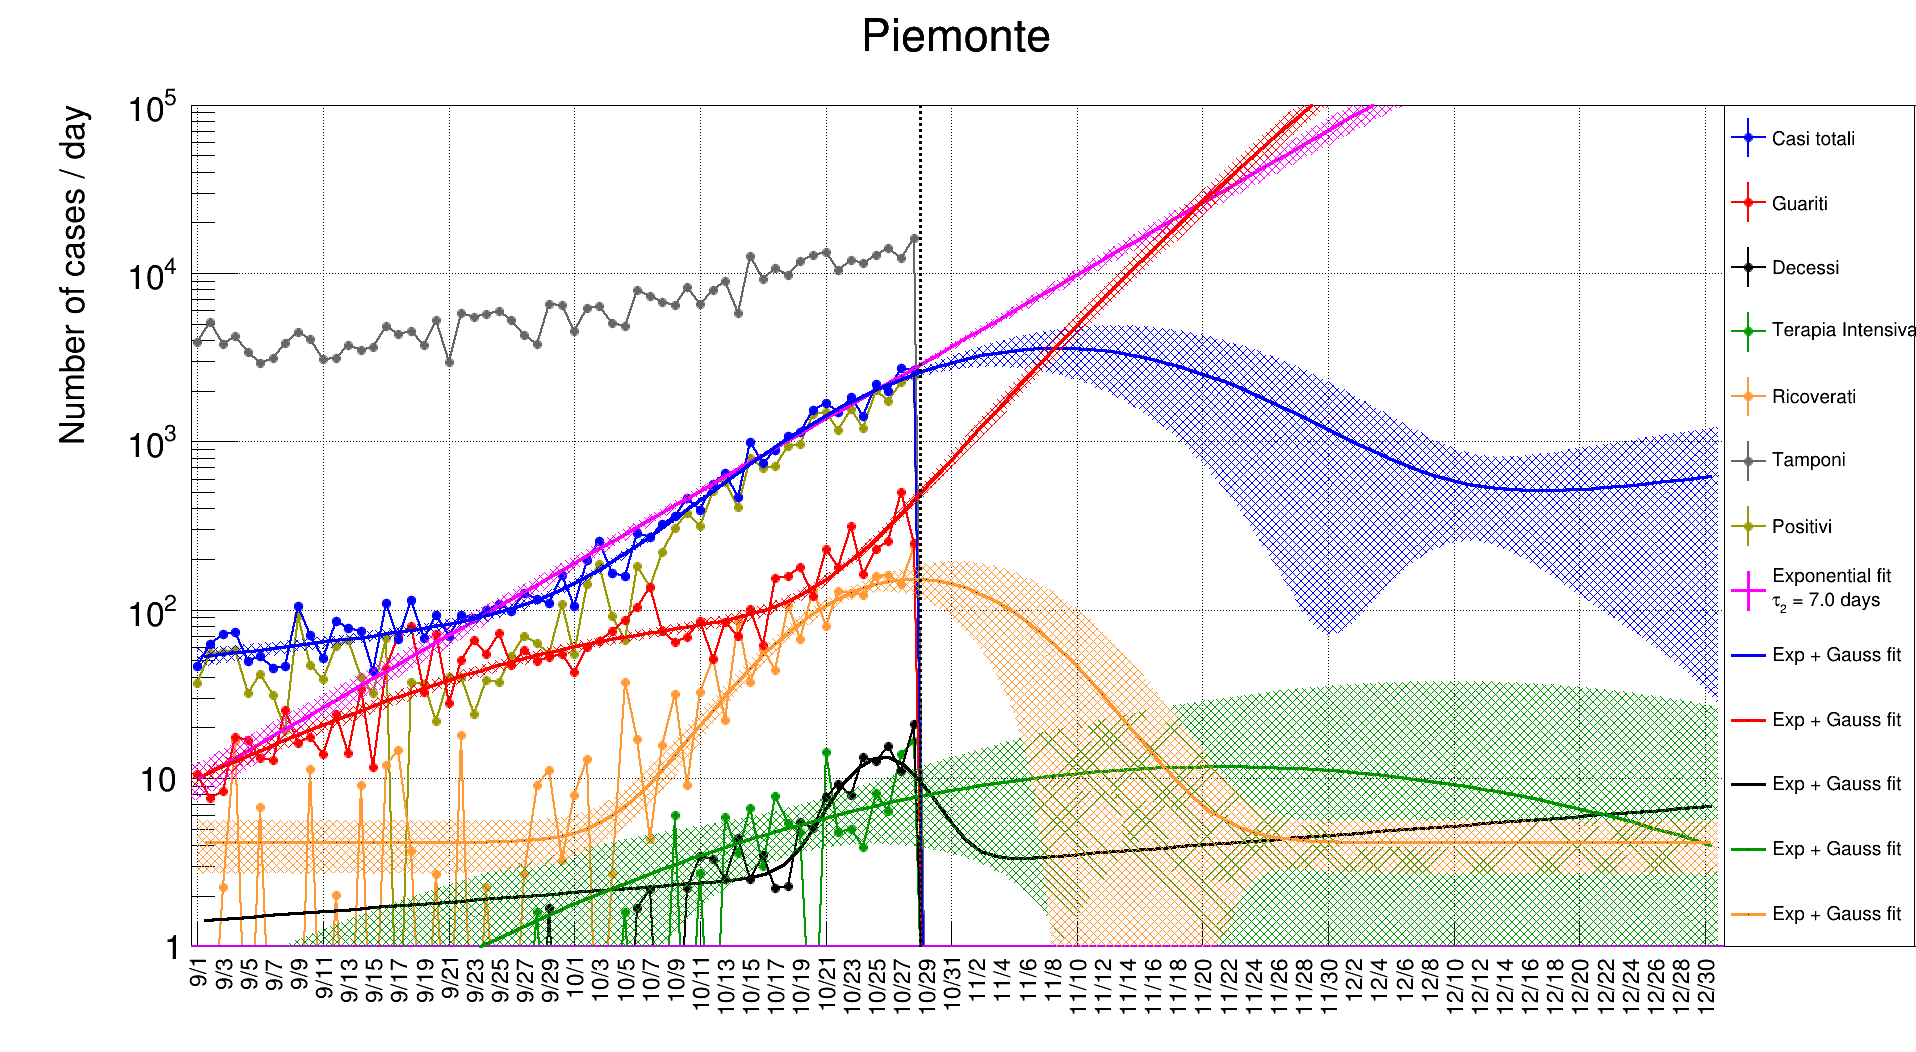 Piemonte
Number of cases / day
10^5
10^4
10^3
10^2
10
1
9/1 9/3 9/5 9/7 9/9 9/11 9/13 9/15 9/17 9/19 9/21 9/23 9/25 9/27 9/29 10/1 10/3 10/5 10/7 10/9 10/11 10/13 10/15 10/17 10/19 10/21 10/23 10/25 10/27 10/29 10/31 11/2 11/4 11/6 11/8 11/10 11/12 11/14 11/16 11/18 11/20 11/22 11/24 11/26 11/28 11/30 12/2 12/4 12/6 12/8 12/10 12/12 12/14 12/16 12/18 12/20 12/22 12/24 12/26 12/28 12/30
Casi totali
Guariti
Decessi
Terapia Intensiva
Ricoverati
Tamponi
Positivi
Exponential fit
τ₂ = 7.0 days
Exp + Gauss fit
Exp + Gauss fit
Exp + Gauss fit
Exp + Gauss fit
Exp + Gauss fit